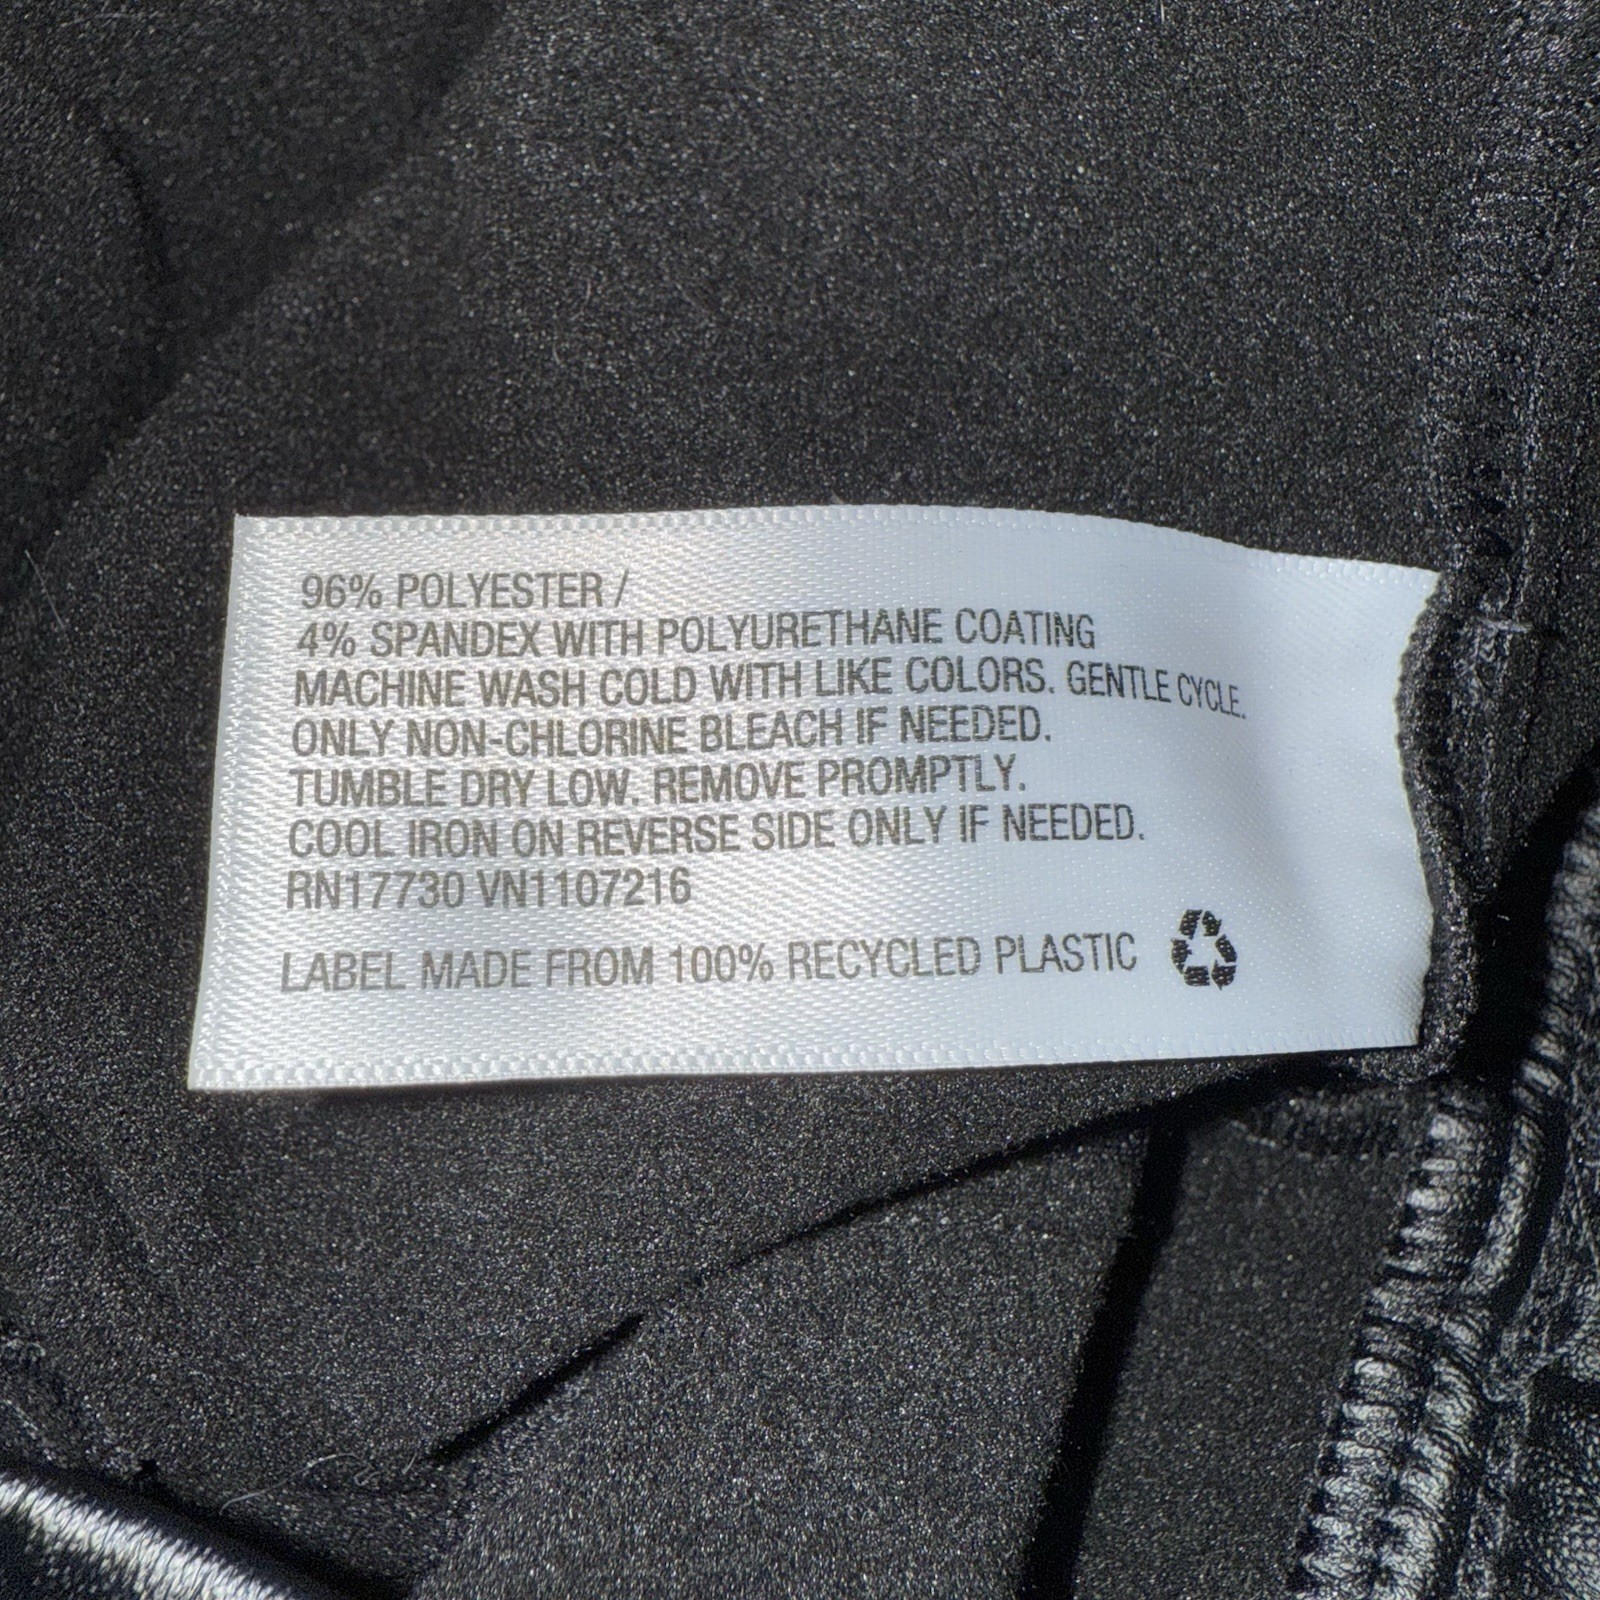 96% POLYESTER /
4% SPANDEX WITH POLYURETHANE COATING
MACHINE WASH COLD WITH LIKE COLORS. GENTLE CYCLE.
ONLY NON-CHLORINE BLEACH IF NEEDED.
TUMBLE DRY LOW. REMOVE PROMPTLY.
COOL IRON ON REVERSE SIDE ONLY IF NEEDED.
RN17730 VN1107216
LABEL MADE FROM 100% RECYCLED PLASTIC